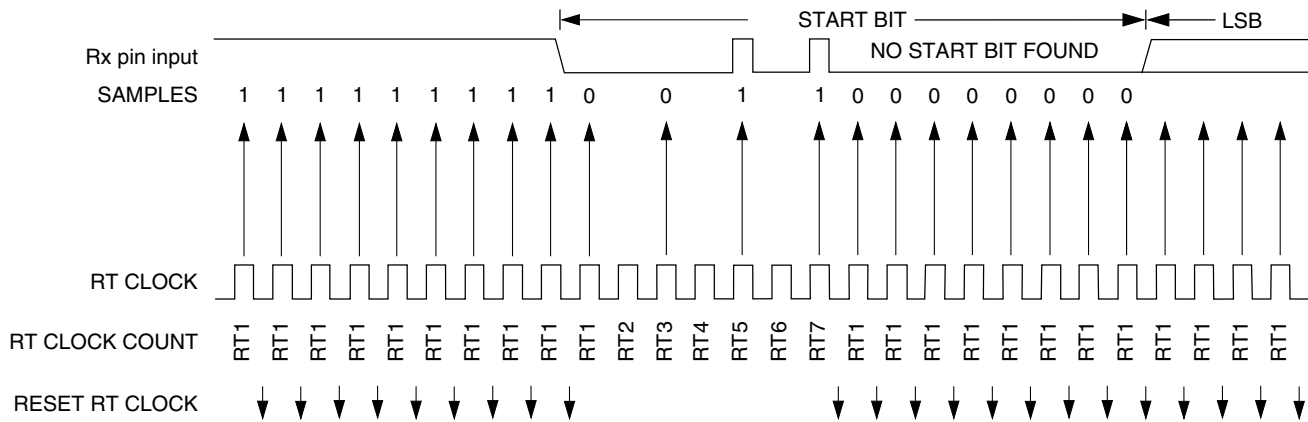 START BIT
LSB
Rx pin input
NO START BIT FOUND
SAMPLES 1 1 1 1 1 1 1 1 1 0 0 1 1 0 0 0 0 0 0 0 0
RT CLOCK
RT CLOCK COUNT RT1 RT1 RT1 RT1 RT1 RT1 RT1 RT1 RT1 RT1 RT2 RT3 RT4 RT5 RT6 RT7 RT1 RT1 RT1 RT1 RT1 RT1 RT1 RT1 RT1 RT1 RT1 RT1
RESET RT CLOCK